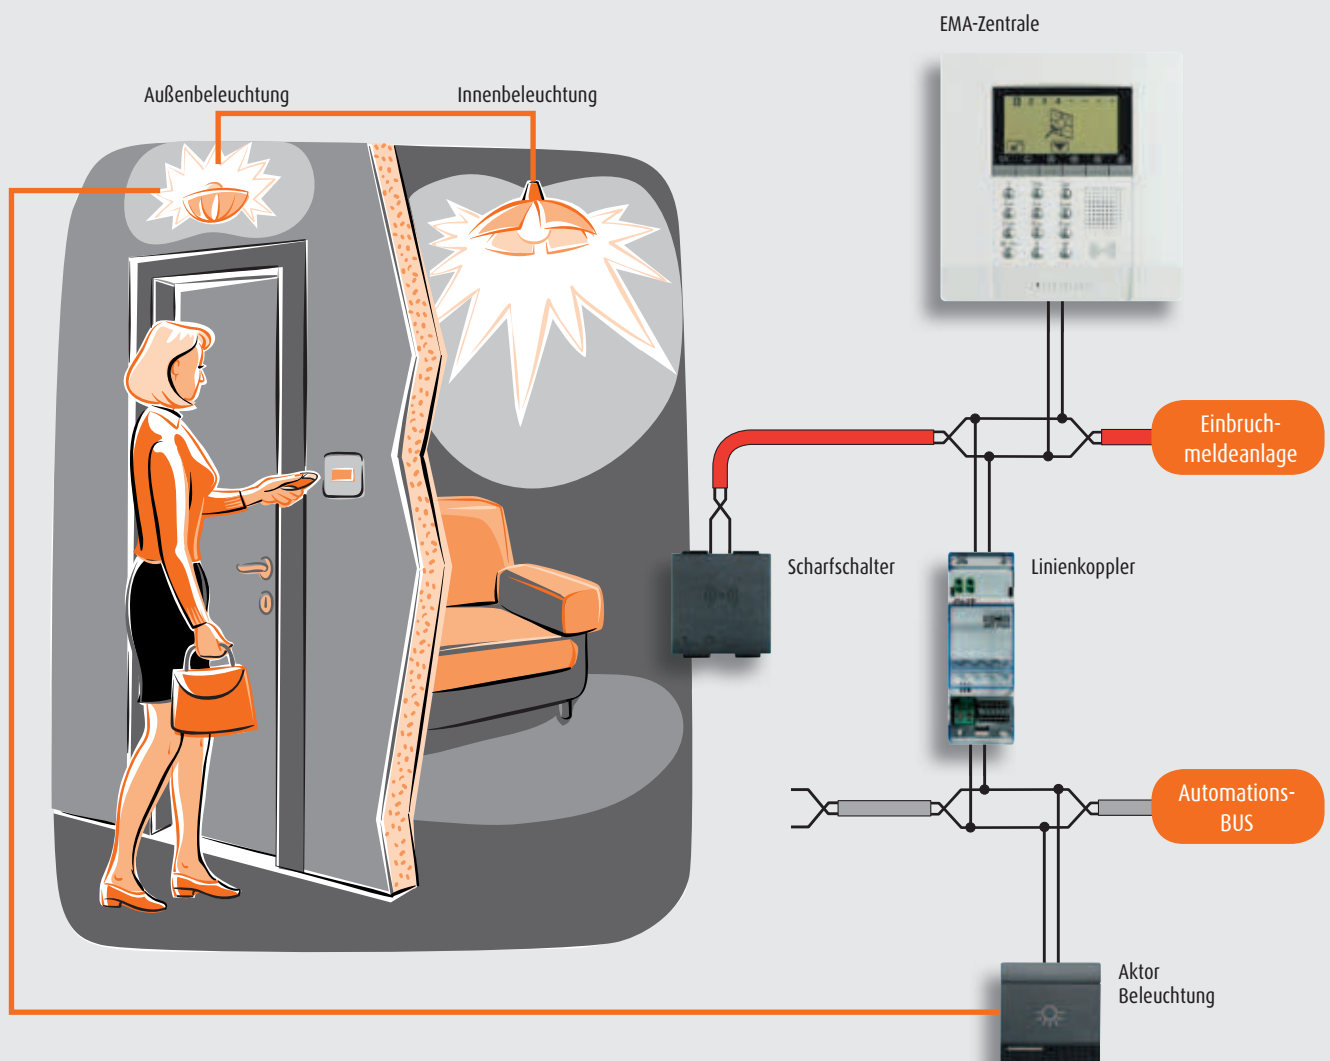 EMA-Zentrale
Außenbeleuchtung
Innenbeleuchtung
Einbruch-
meldeanlage
Scharfschalter
Linienkoppler
Automations-
BUS
Aktor
Beleuchtung